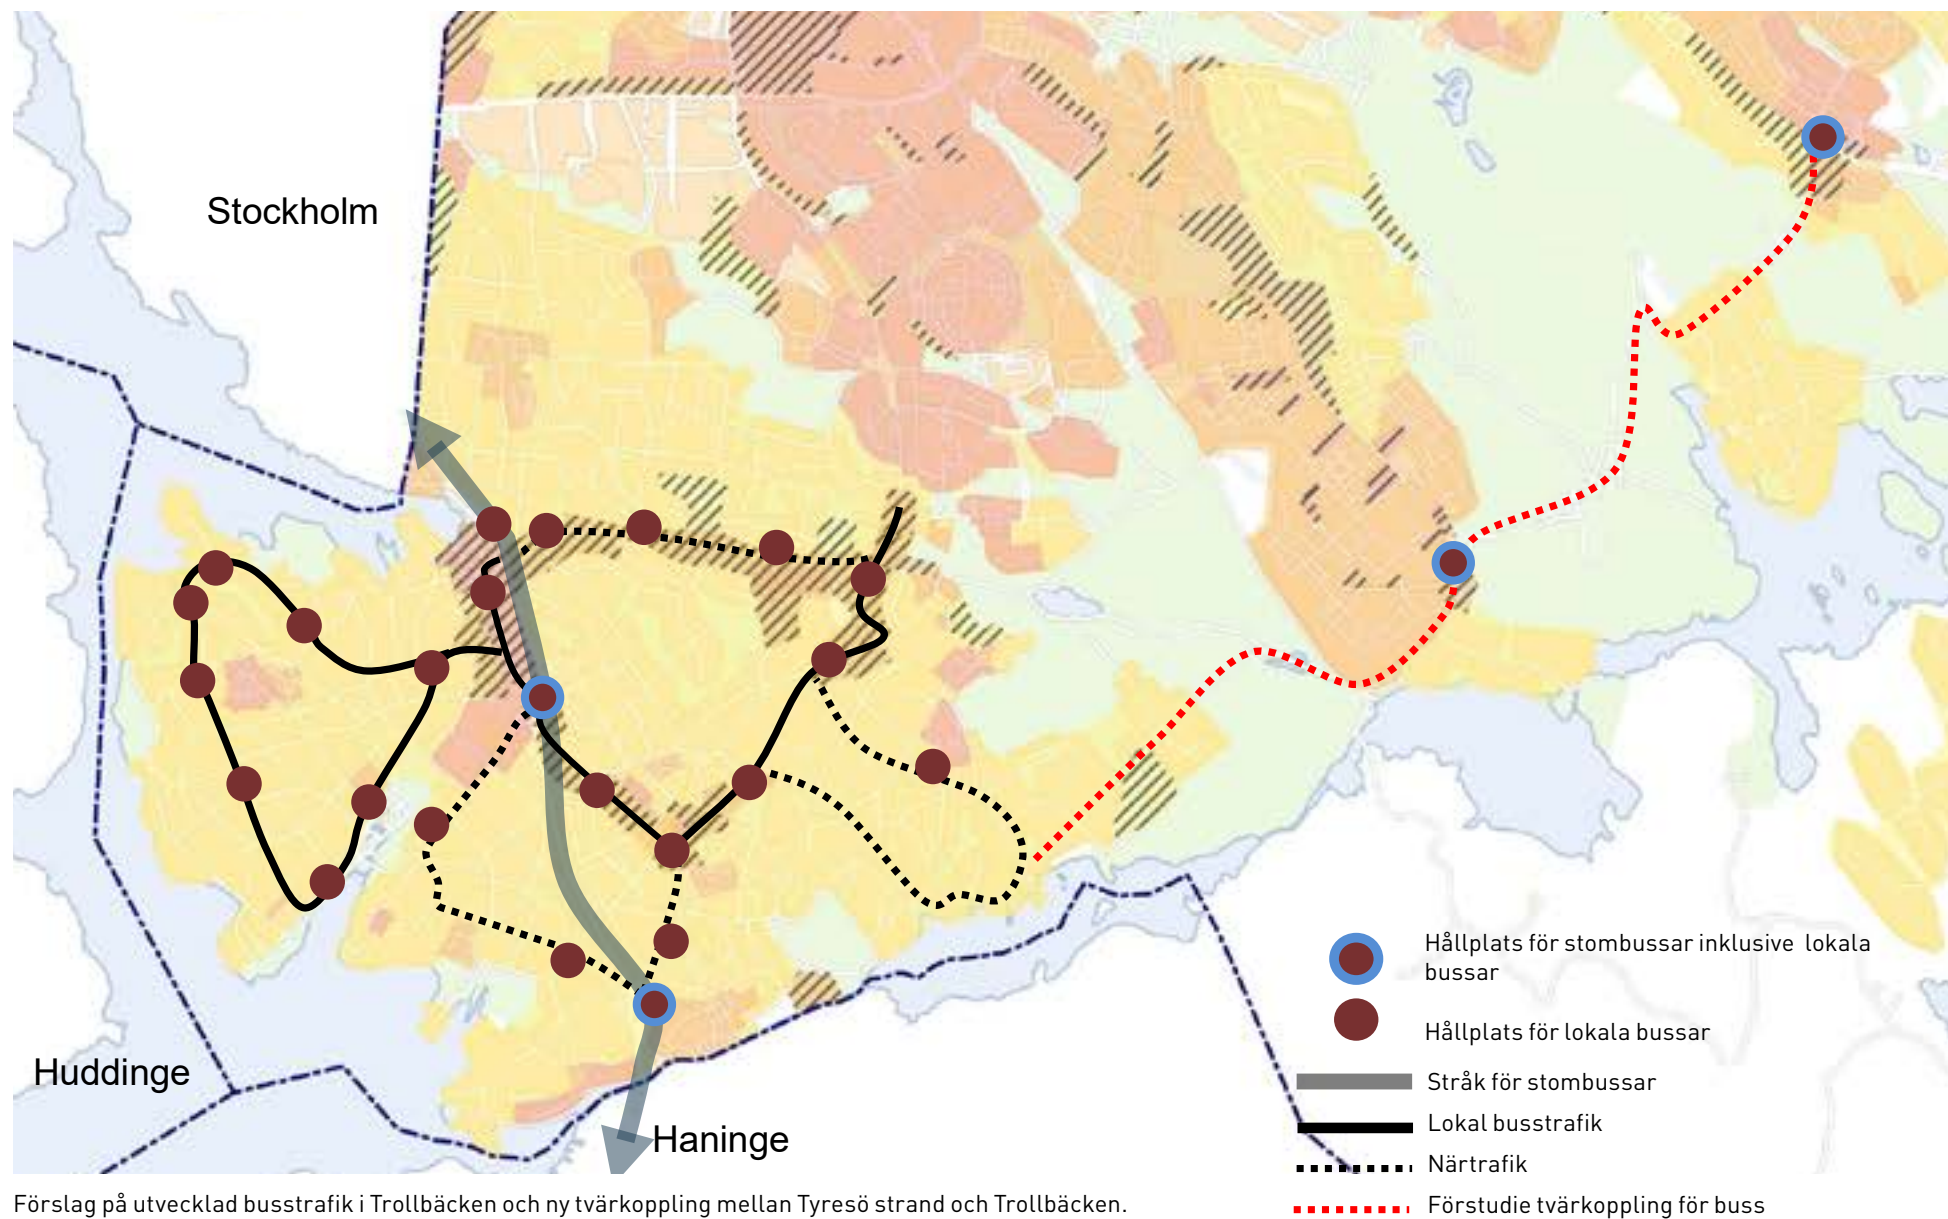 Stockholm
Huddinge
Haninge
Hållplats för stombussar inklusive lokala
bussar
Hållplats för lokala bussar
Stråk för stombussar
Lokal busstrafik
Närtrafik
Förstudie tvärkoppling för buss
Förslag på utvecklad busstrafik i Trollbäcken och ny tvärkoppling mellan Tyresö strand och Trollbäcken.